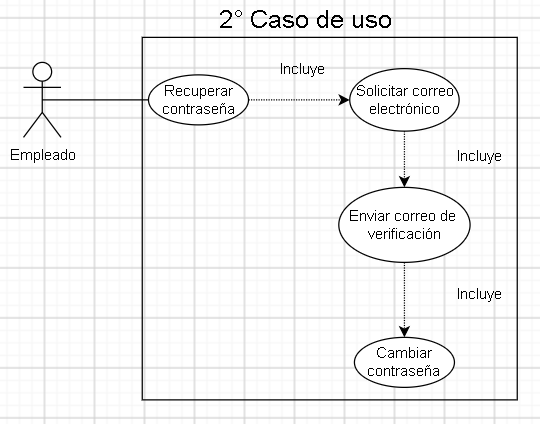 2° Caso de uso
Recuperar
contraseña
Incluye
Solicitar correo
electrónico
Empleado
Incluye
Enviar correo de
verificación
Incluye
Cambiar
contraseña